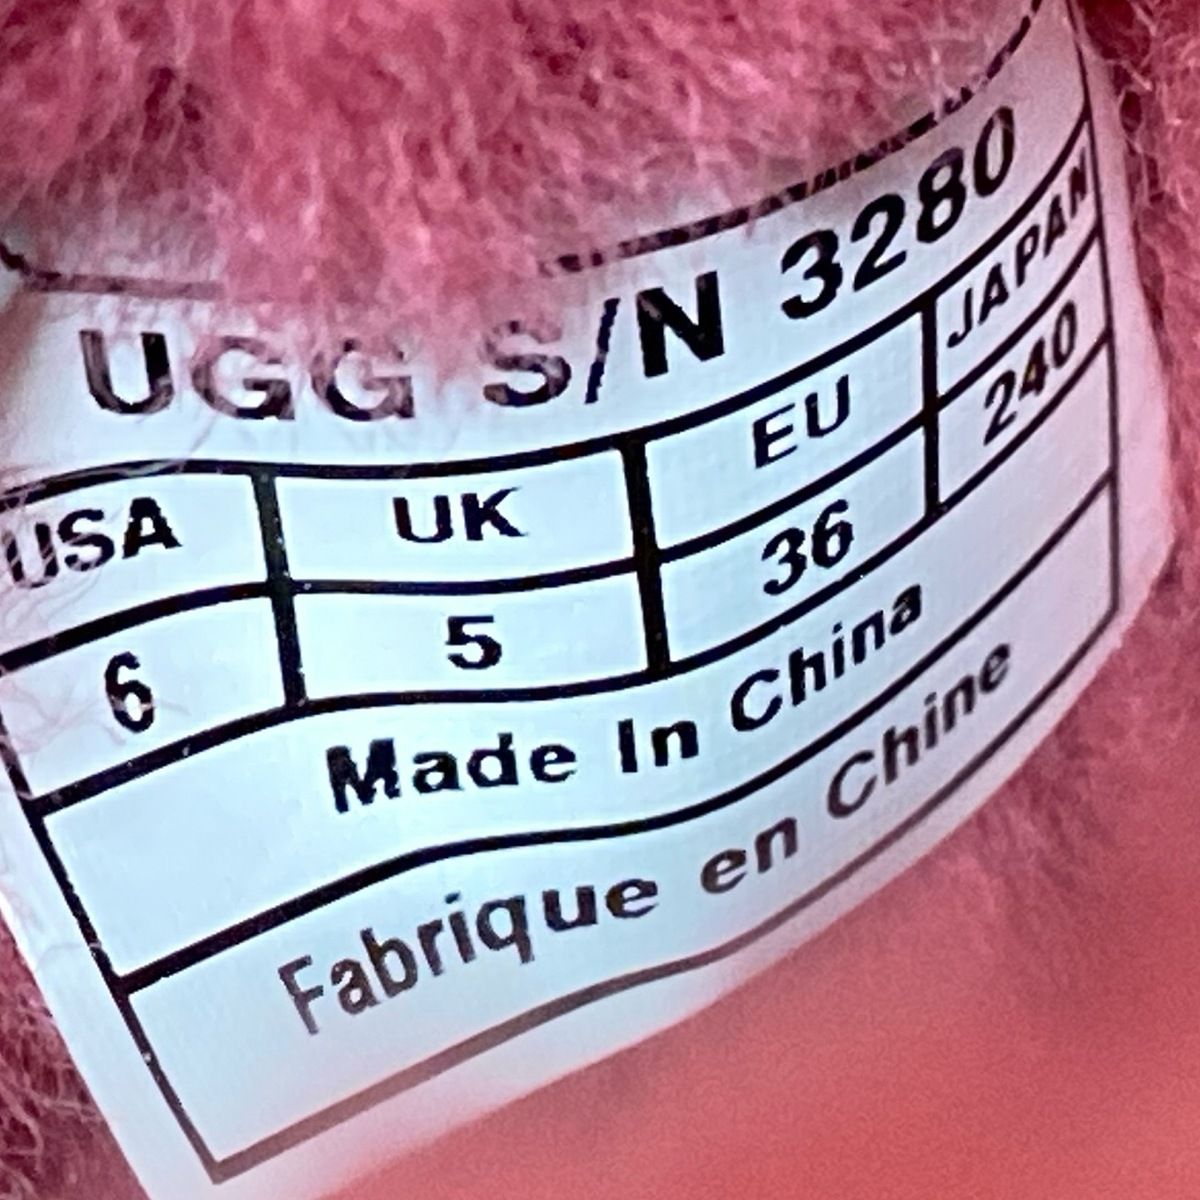 UGG S/N 3280
USA UK EU JAPAN
6 5 36 240
Made In China
Fabrique en Chine